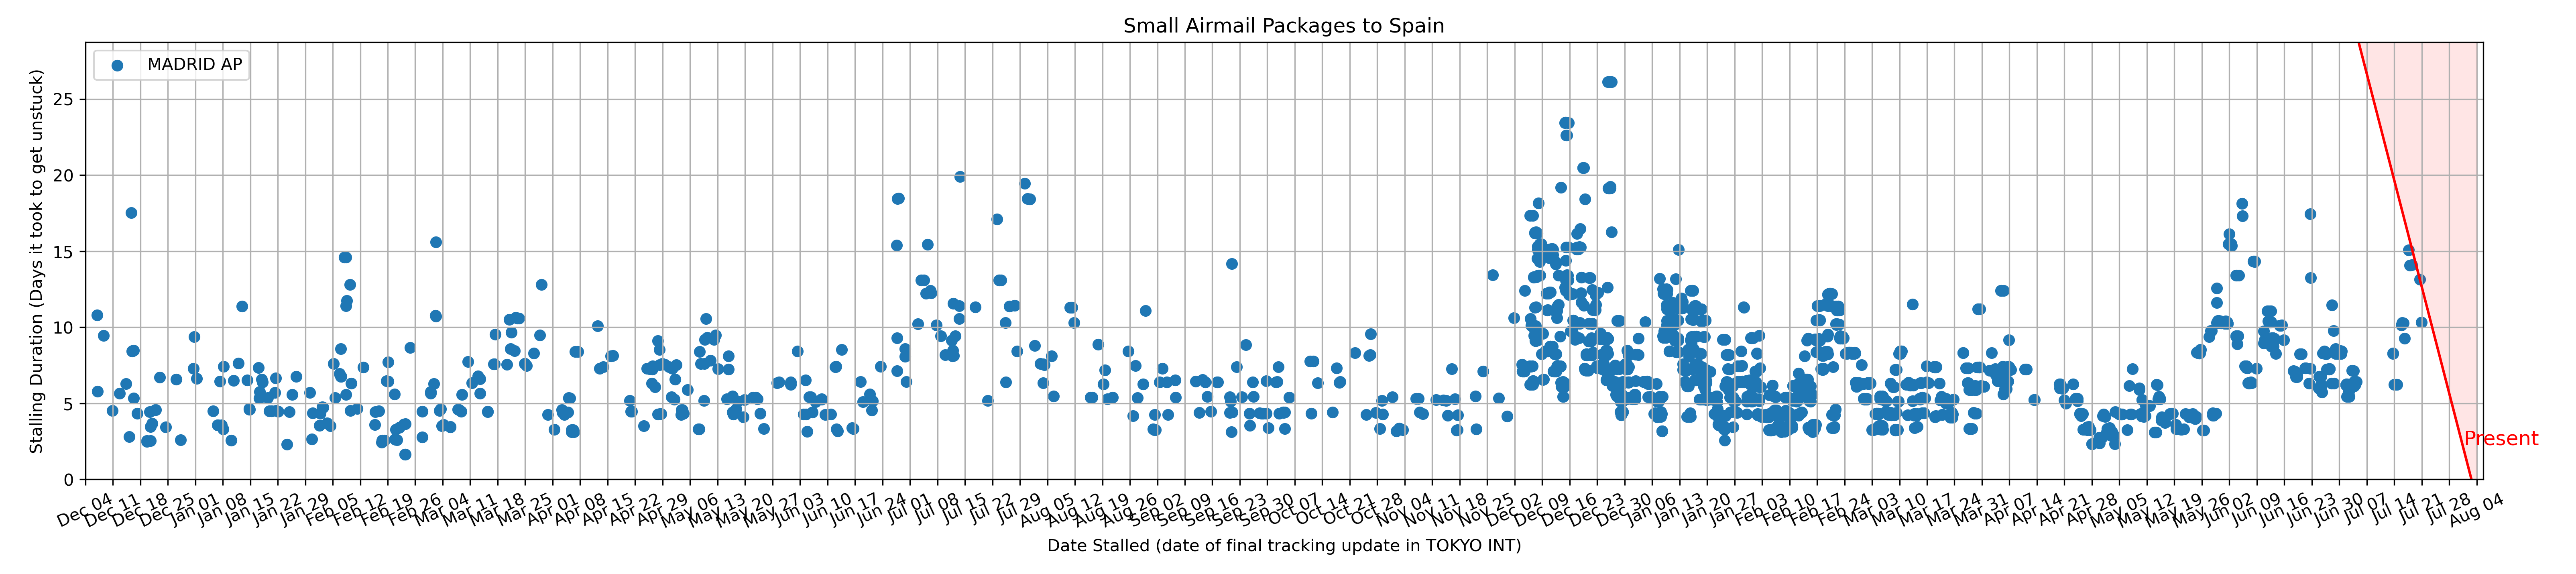 Small Airmail Packages to Spain
MADRID AP
Stalling Duration (Days it took to get unstuck)
25
20
15
10
5
0
Present
Dec 04
Dec 11
Dec 18
Dec 25
Jan 01
Jan 08
Jan 15
Jan 22
Jan 29
Feb 05
Feb 12
Feb 19
Feb 26
Mar 04
Mar 11
Mar 18
Mar 25
Apr 01
Apr 08
Apr 15
Apr 22
Apr 29
May 06
May 13
May 20
May 27
Jun 03
Jun 10
Jun 17
Jun 24
Jul 01
Jul 08
Jul 15
Jul 22
Jul 29
Aug 05
Aug 12
Aug 19
Aug 26
Sep 02
Sep 09
Sep 16
Sep 23
Sep 30
Oct 07
Oct 14
Oct 21
Oct 28
Nov 04
Nov 11
Nov 18
Nov 25
Dec 02
Dec 09
Dec 16
Dec 23
Dec 30
Jan 06
Jan 13
Jan 20
Jan 27
Feb 03
Feb 10
Feb 17
Feb 24
Mar 03
Mar 10
Mar 17
Mar 24
Mar 31
Apr 07
Apr 14
Apr 21
Apr 28
May 05
May 12
May 19
May 26
Jun 02
Jun 09
Jun 16
Jun 23
Jun 30
Jul 07
Jul 14
Jul 21
Jul 28
Aug 04
Date Stalled (date of final tracking update in TOKYO INT)